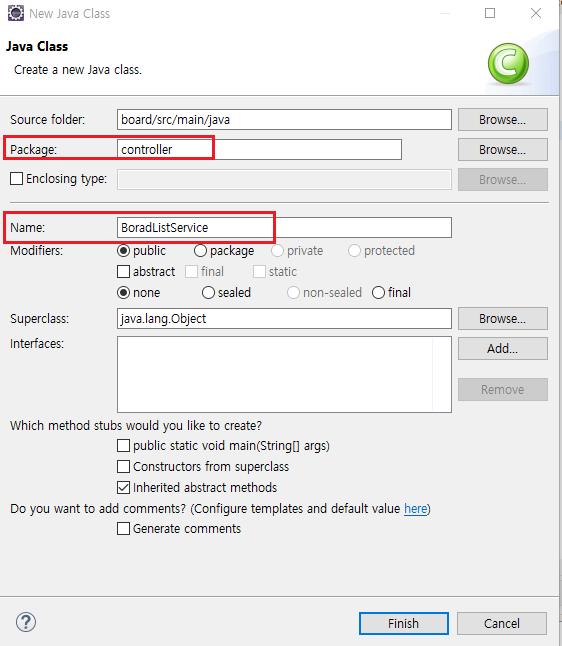 New Java Class
Java Class
Create a new Java class.
Source folder: board/src/main/java Browse...
Package: controller Browse...
Enclosing type: Browse...
Name: BoradListService
Modifiers: public package private protected
abstract final static
none sealed non-sealed final
Superclass: java.lang.Object Browse...
Interfaces: Add...
Remove
Which method stubs would you like to create?
public static void main(String[] args)
Constructors from superclass
Inherited abstract methods
Do you want to add comments? (Configure templates and default value here)
Generate comments
? Finish Cancel